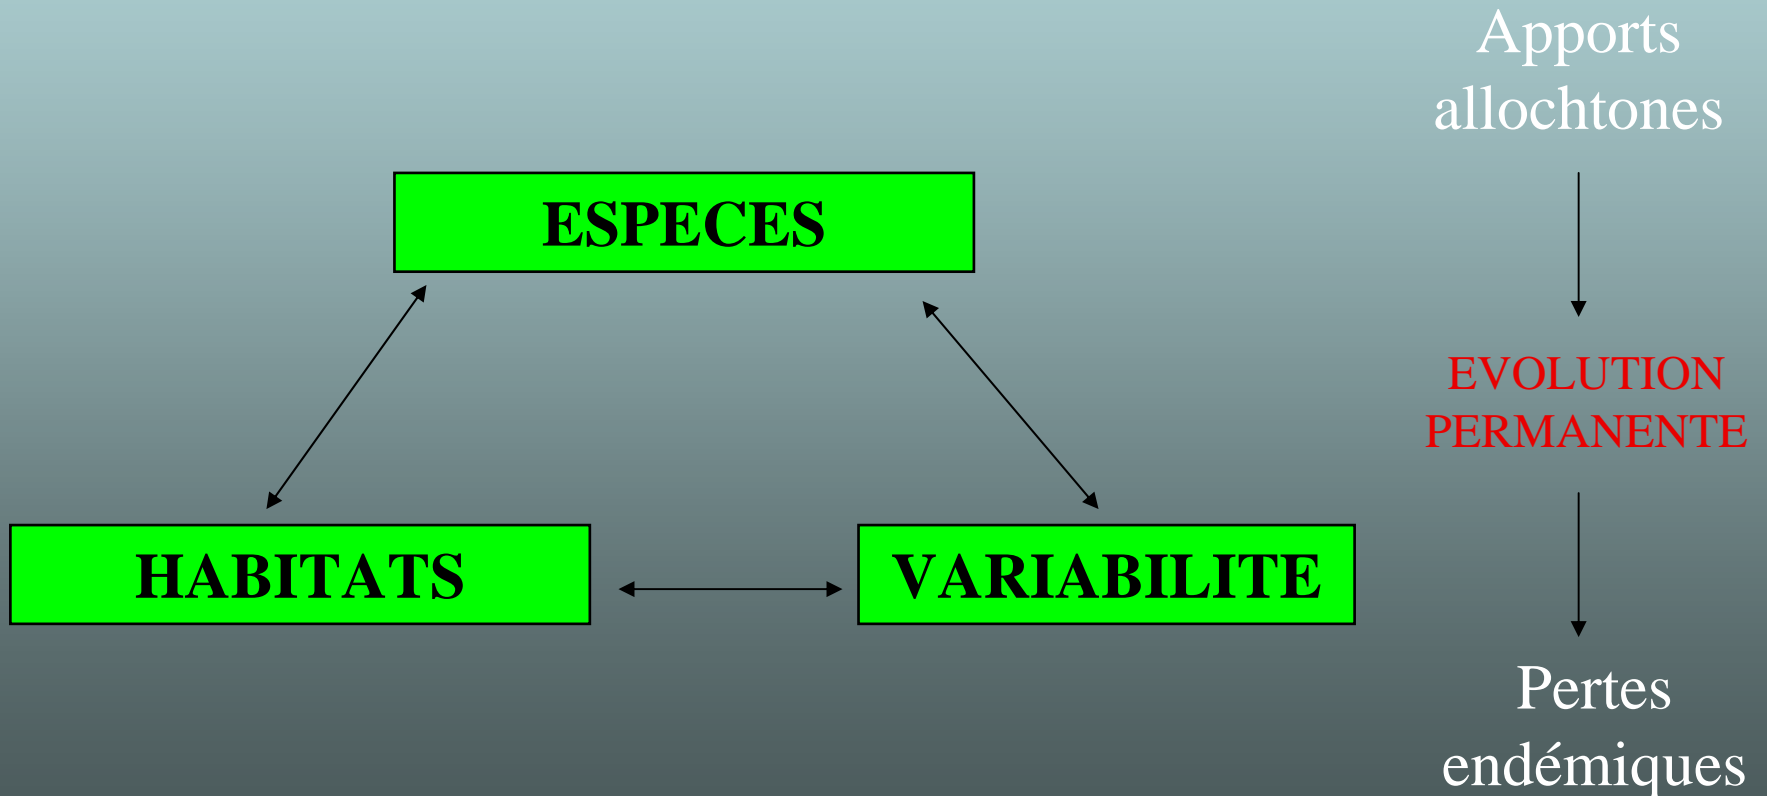 Apports
allochtones
ESPECES
EVOLUTION
PERMANENTE
HABITATS
VARIABILITE
Pertes
endémiques